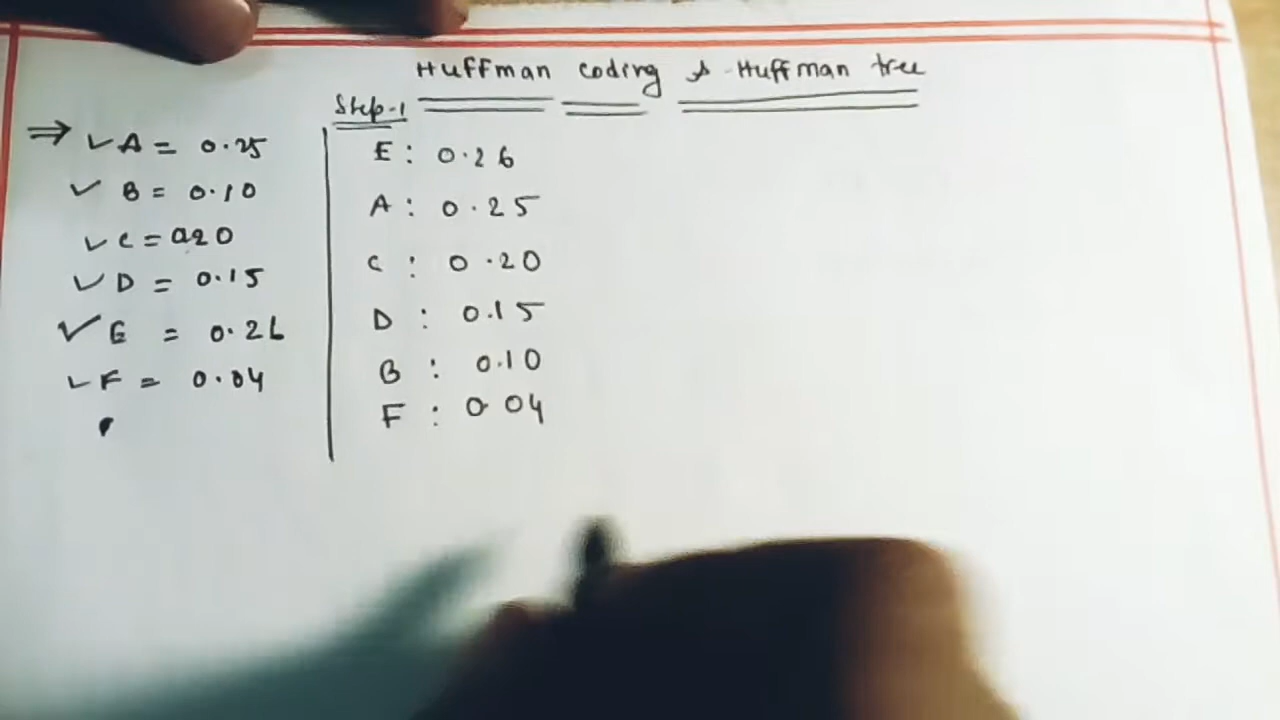 Huffman coding & Huffman tree
⇒ ✓ A = 0.25
✓ B = 0.10
✓ C = 0.20
✓ D = 0.15
✓ E = 0.26
✓ F = 0.04
Step-1
E : 0.26
A : 0.25
C : 0.20
D : 0.15
B : 0.10
F : 0.04